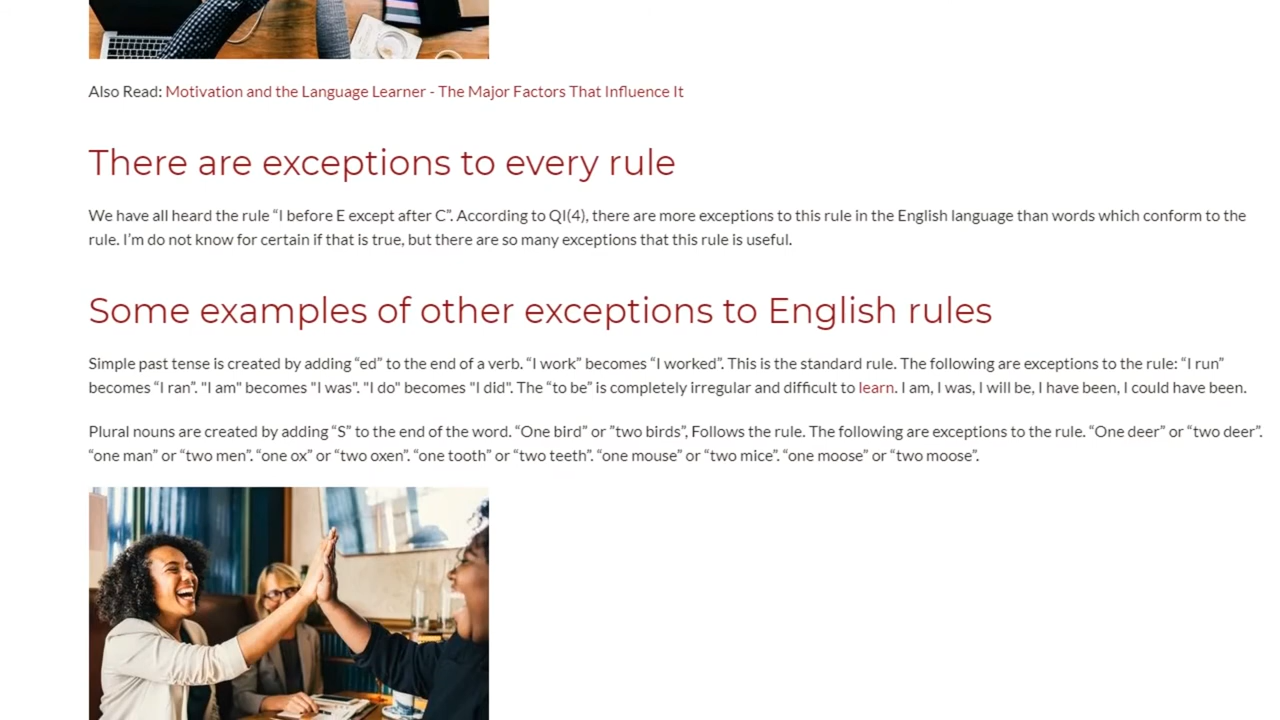 Also Read: Motivation and the Language Learner - The Major Factors That Influence It
There are exceptions to every rule
We have all heard the rule “I before E except after C”. According to QI(4), there are more exceptions to this rule in the English language than words which conform to the
rule. I’m do not know for certain if that is true, but there are so many exceptions that this rule is useful.
Some examples of other exceptions to English rules
Simple past tense is created by adding “ed” to the end of a verb. “I work” becomes “I worked”. This is the standard rule. The following are exceptions to the rule: “I run”
becomes “I ran”. "I am" becomes "I was". "I do" becomes "I did". The “to be” is completely irregular and difficult to learn. I am, I was, I will be, I have been, I could have been.
Plural nouns are created by adding “S” to the end of the word. “One bird” or ”two birds”, Follows the rule. The following are exceptions to the rule. “One deer” or “two deer”.
“one man” or “two men”. “one ox” or “two oxen”. “one tooth” or “two teeth”. “one mouse” or “two mice”. “one moose” or “two moose”.